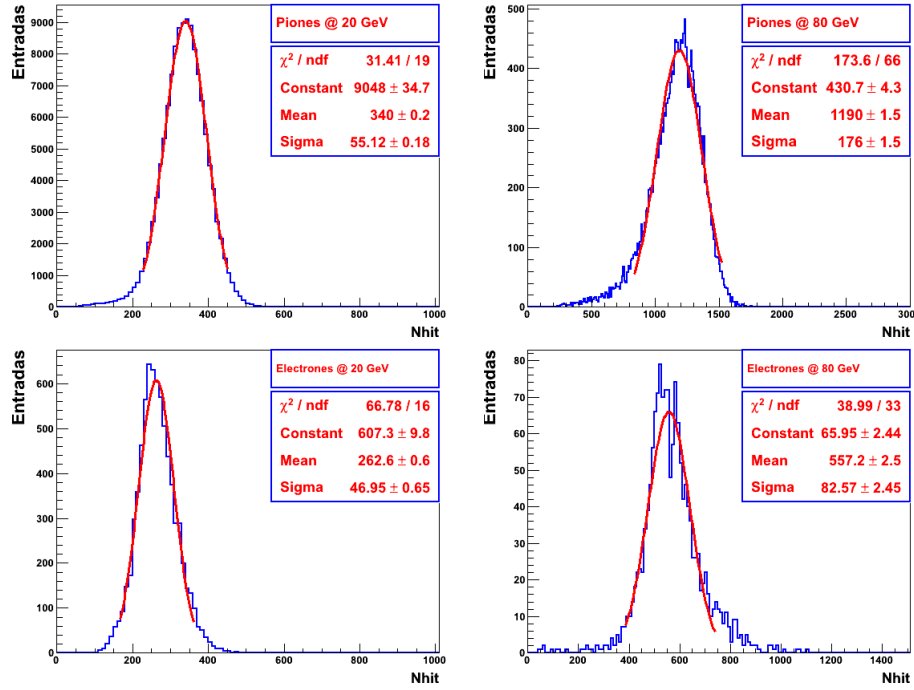 Entradas
Piones @ 20 GeV
χ² / ndf 31.41 / 19
Constant 9048 ± 34.7
Mean 340 ± 0.2
Sigma 55.12 ± 0.18
9000
8000
7000
6000
5000
4000
3000
2000
1000
0
0 200 400 600 800 1000
Nhit
Entradas
Piones @ 80 GeV
χ² / ndf 173.6 / 66
Constant 430.7 ± 4.3
Mean 1190 ± 1.5
Sigma 176 ± 1.5
500
400
300
200
100
0
0 500 1000 1500 2000 2500 300
Nhit
Entradas
Electrones @ 20 GeV
χ² / ndf 66.78 / 16
Constant 607.3 ± 9.8
Mean 262.6 ± 0.6
Sigma 46.95 ± 0.65
600
500
400
300
200
100
0
0 200 400 600 800 1000
Nhit
Entradas
Electrones @ 80 GeV
χ² / ndf 38.99 / 33
Constant 65.95 ± 2.44
Mean 557.2 ± 2.5
Sigma 82.57 ± 2.45
80
70
60
50
40
30
20
10
0
0 200 400 600 800 1000 1200 1400
Nhit